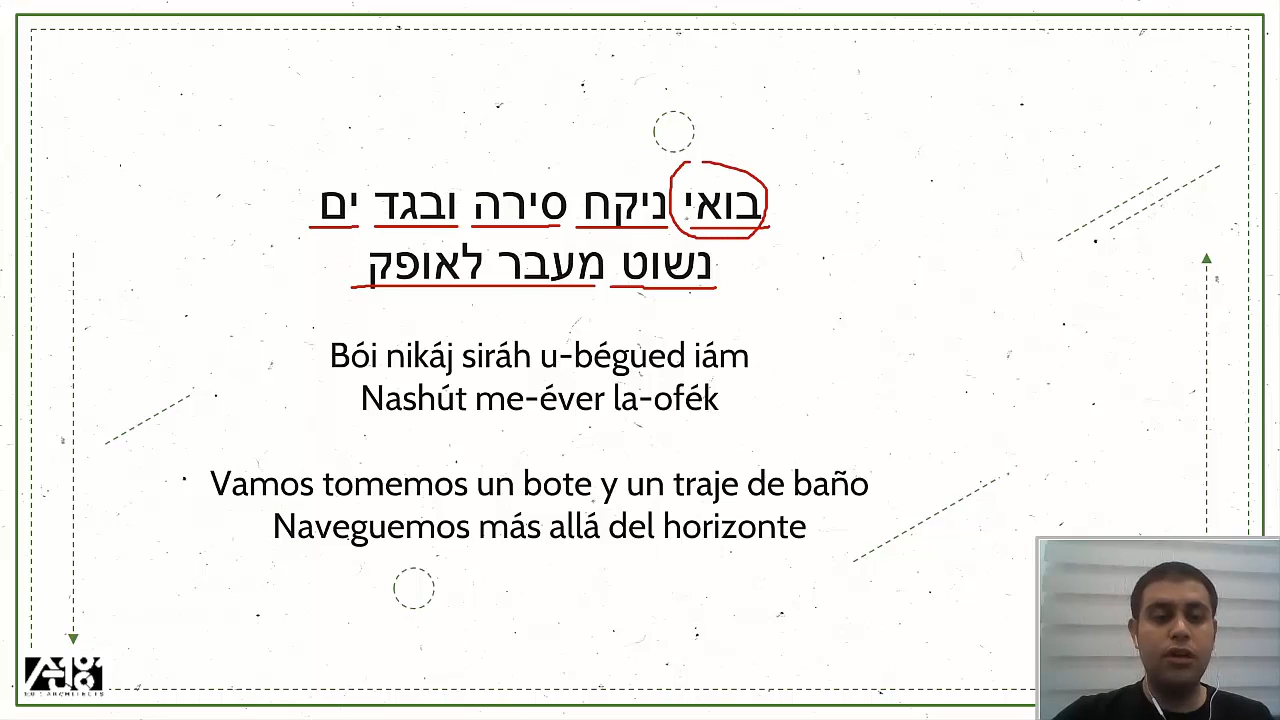 בואי ניקח סירה ובגד ים
נשוט מעבר לאופק
Bói nikáj siráh u-bégued iám
Nashút me-éver la-ofék
Vamos tomemos un bote y un traje de baño
Naveguemos más allá del horizonte